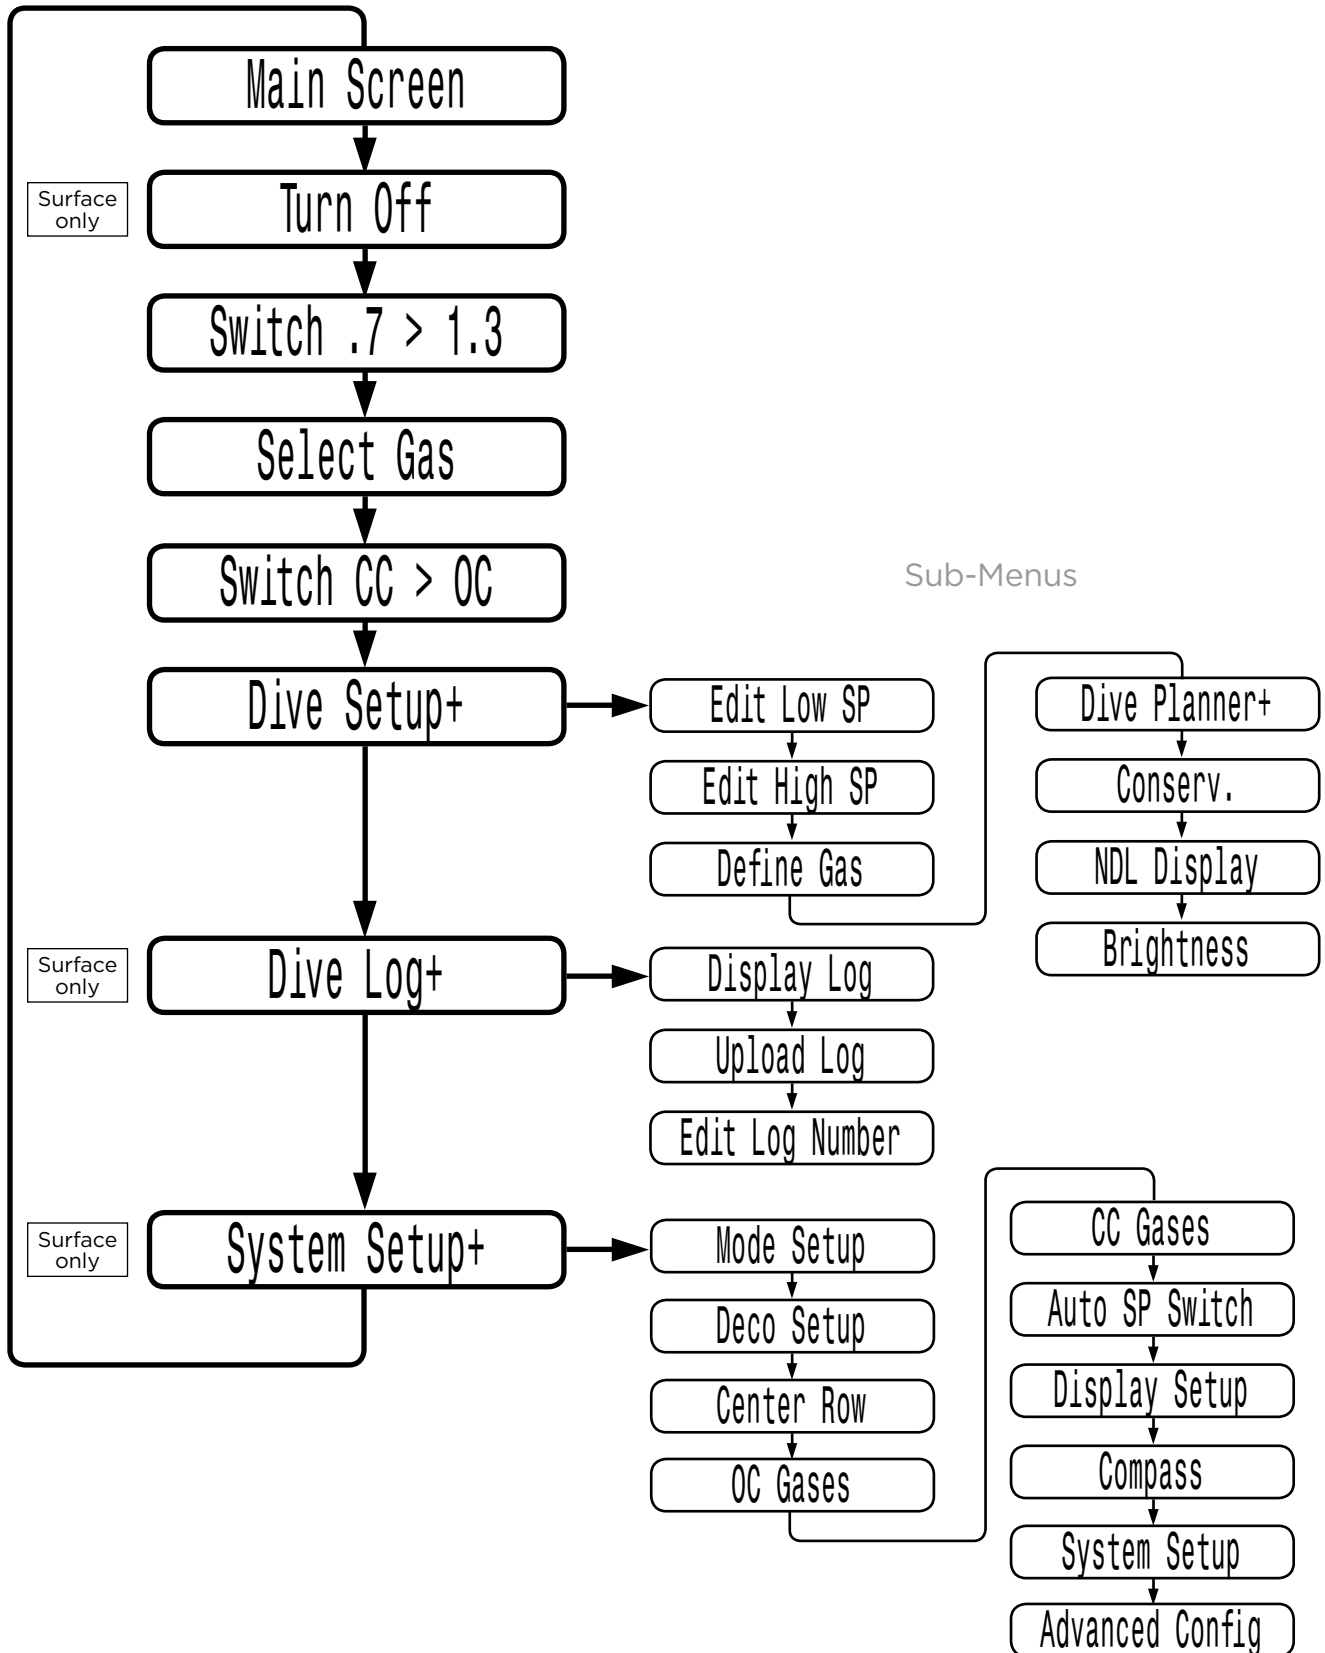 Main Screen
Surface
only
Turn Off
Switch .7 > 1.3
Select Gas
Switch CC > OC
Sub-Menus
Dive Setup+
Edit Low SP
Edit High SP
Define Gas
Dive Planner+
Conserv.
NDL Display
Brightness
Surface
only
Dive Log+
Display Log
Upload Log
Edit Log Number
Surface
only
System Setup+
Mode Setup
Deco Setup
Center Row
OC Gases
CC Gases
Auto SP Switch
Display Setup
Compass
System Setup
Advanced Config